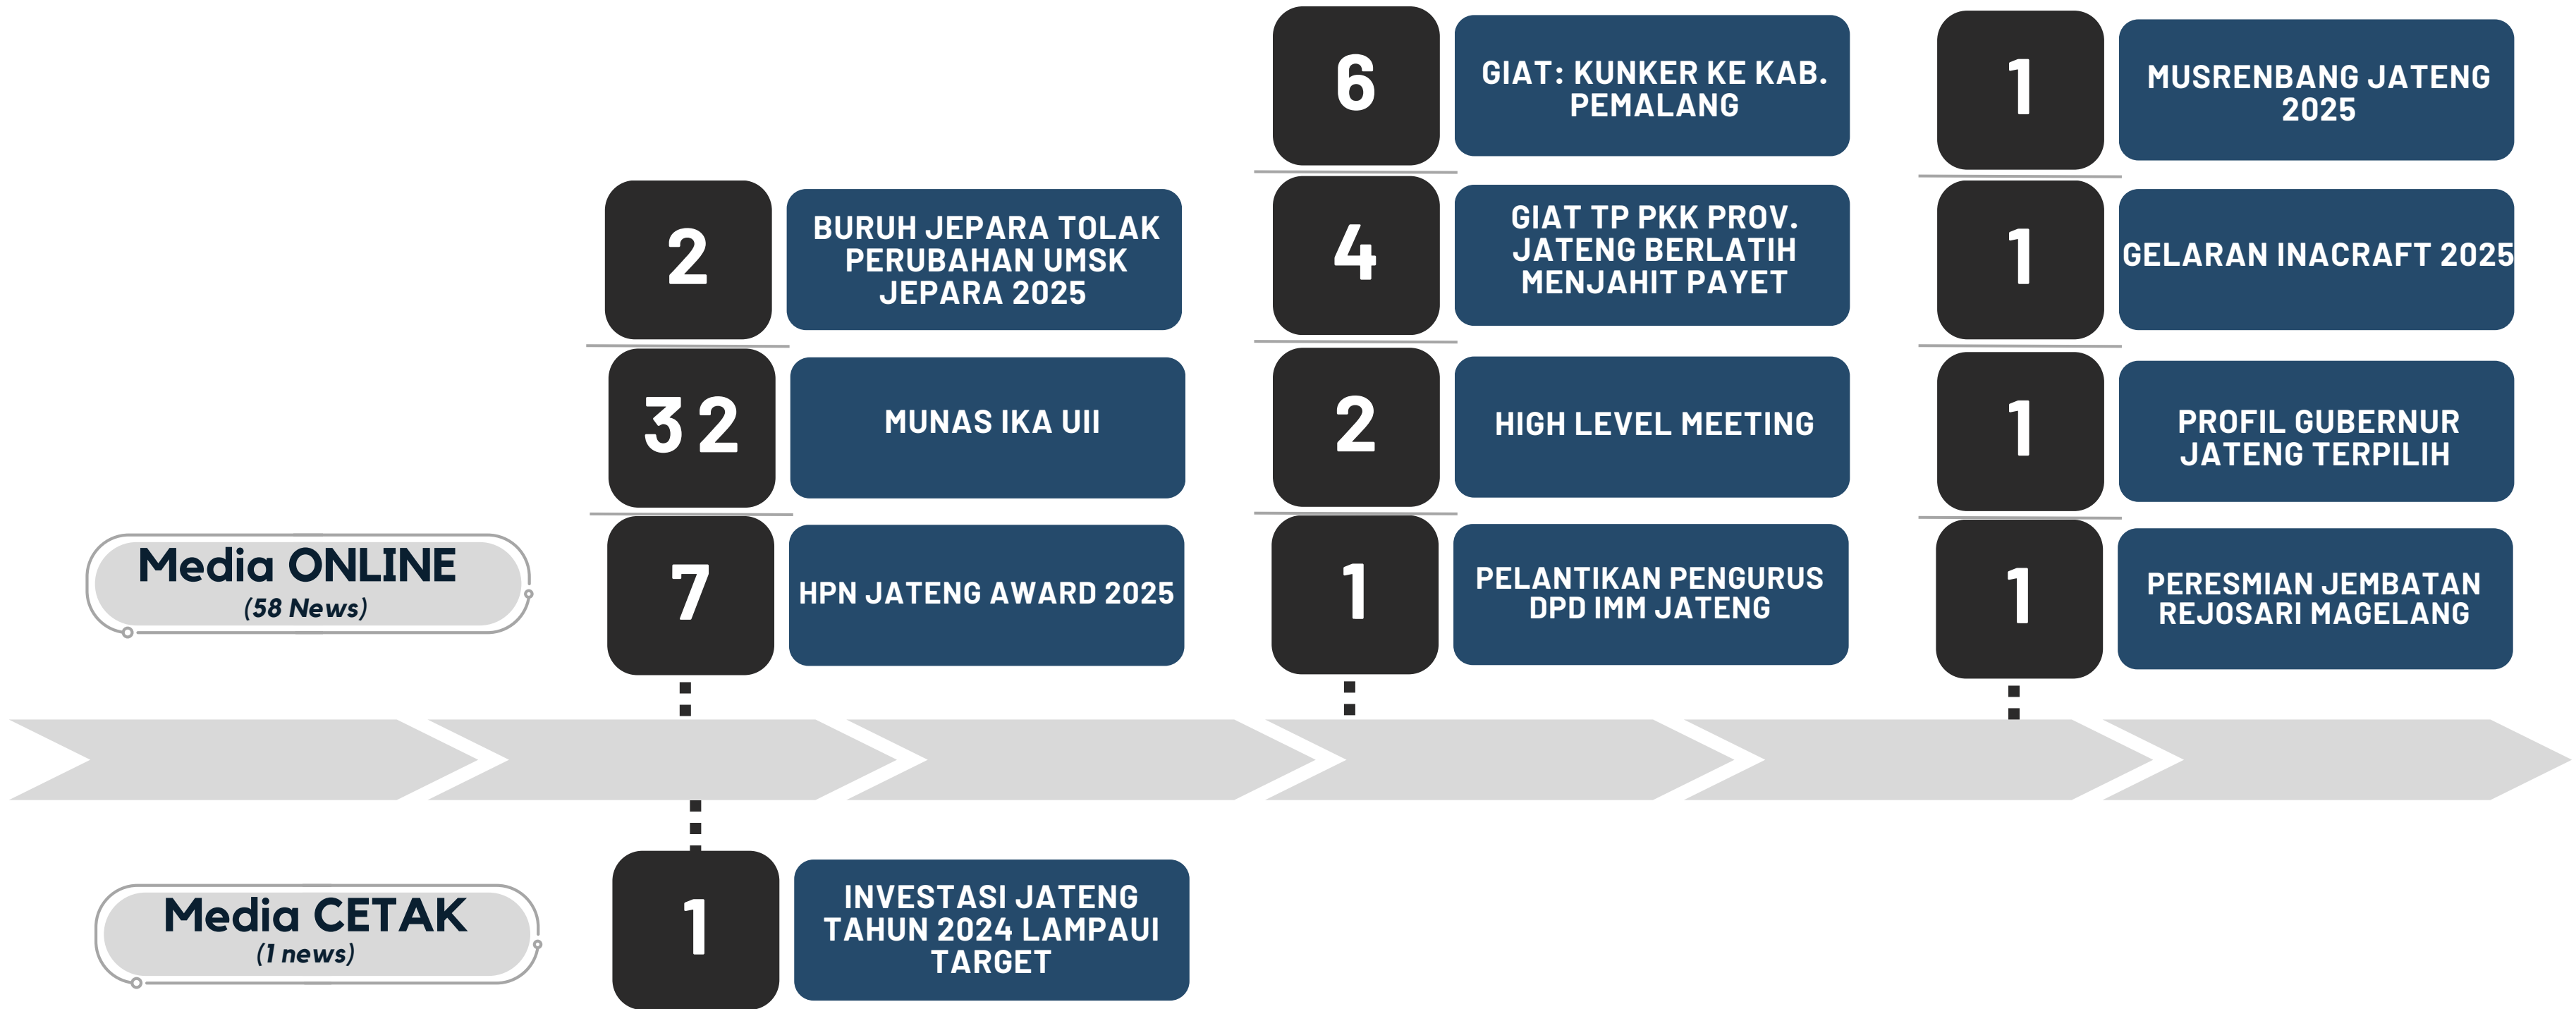 6
GIAT: KUNKER KE KAB.
PEMALANG
1
MUSRENBANG JATENG
2025
2
BURUH JEPARA TOLAK
PERUBAHAN UMSK
JEPARA 2025
4
GIAT TP PKK PROV.
JATENG BERLATIH
MENJAHIT PAYET
1
GELARAN INACRAFT 2025
32
MUNAS IKA UII
2
HIGH LEVEL MEETING
1
PROFIL GUBERNUR
JATENG TERPILIH
Media ONLINE
(58 News)
7
HPN JATENG AWARD 2025
1
PELANTIKAN PENGURUS
DPD IMM JATENG
1
PERESMIAN JEMBATAN
REJOSARI MAGELANG
Media CETAK
(1 news)
1
INVESTASI JATENG
TAHUN 2024 LAMPAUI
TARGET